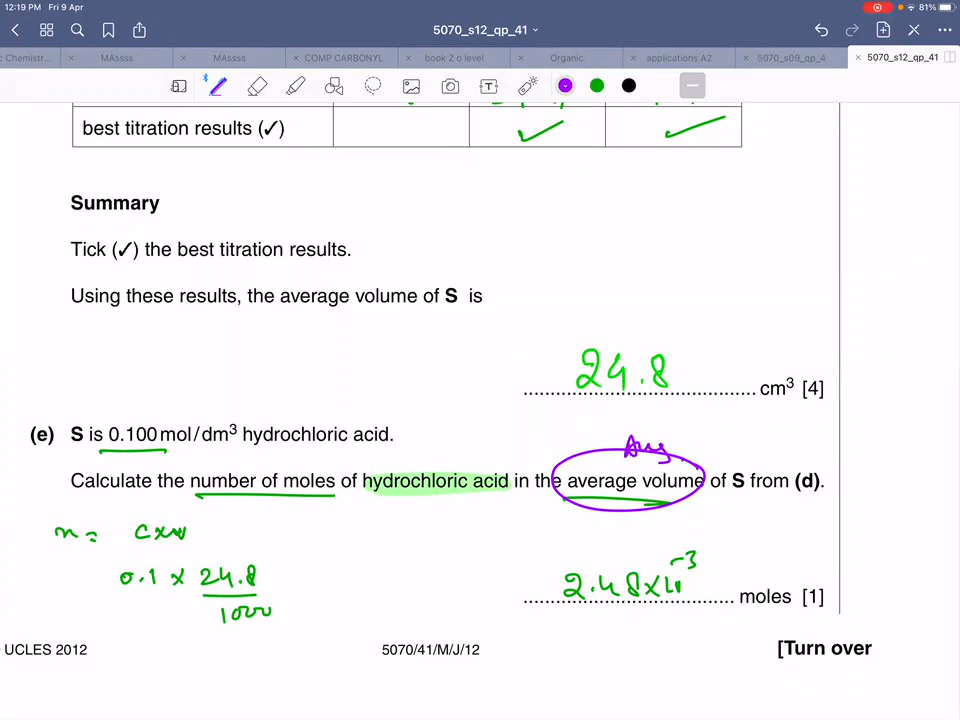 12:19 PM Fri 9 Apr
81%
5070_s12_qp_41
c Chemistr...
MAssss
MAssss
COMP CARBONYL
book 2 o level
Organic
applications A2
5070_s09_qp_4
5070_s12_qp_41
best titration results (✓) ✓ ✓
Summary
Tick (✓) the best titration results.
Using these results, the average volume of S is
24.8 cm³ [4]
(e) S is 0.100 mol/dm³ hydrochloric acid.
Avg.
Calculate the number of moles of hydrochloric acid in the average volume of S from (d).
n = c×v
0.1 × 24.8
1000
2.48×10⁻³ moles [1]
UCLES 2012 5070/41/M/J/12 [Turn over